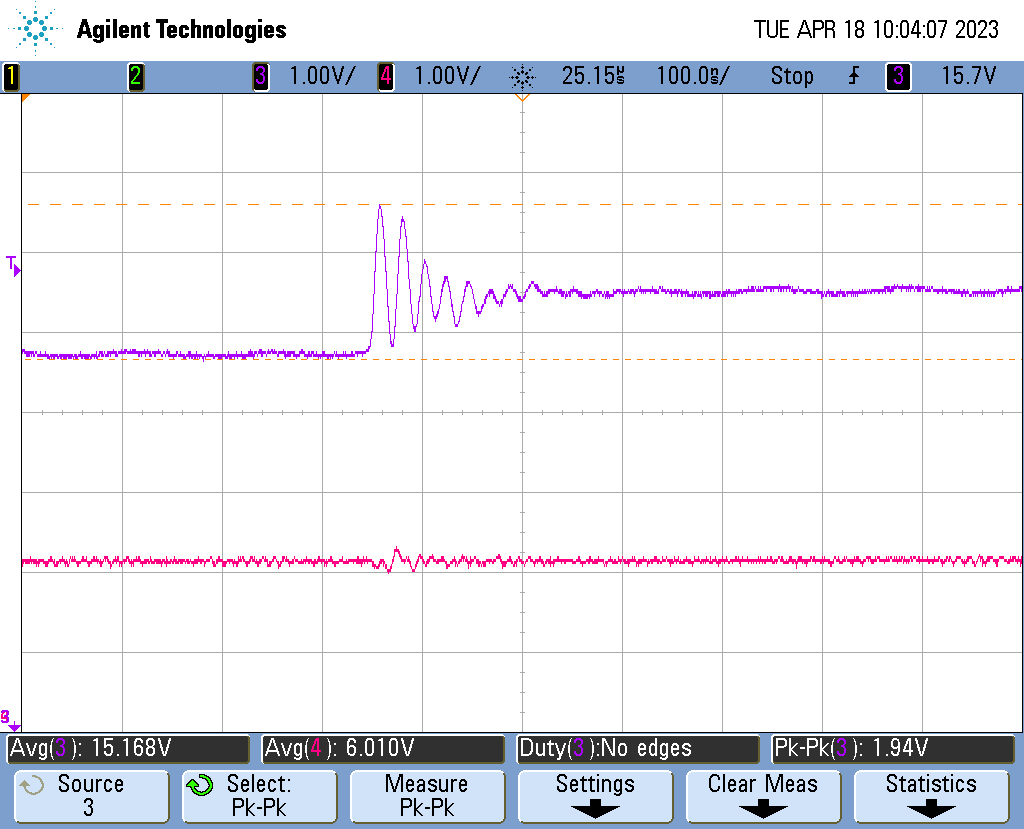 Agilent Technologies
TUE APR 18 10:04:07 2023
1 2 3 1.00V/ 4 1.00V/ 25.15µs 100.0ns/ Stop 3 15.7V
T
Avg(3): 15.168V Avg(4): 6.010V Duty(3):No edges Pk-Pk(3): 1.94V
Source
3
Select:
Pk-Pk
Measure
Pk-Pk
Settings
Clear Meas
Statistics